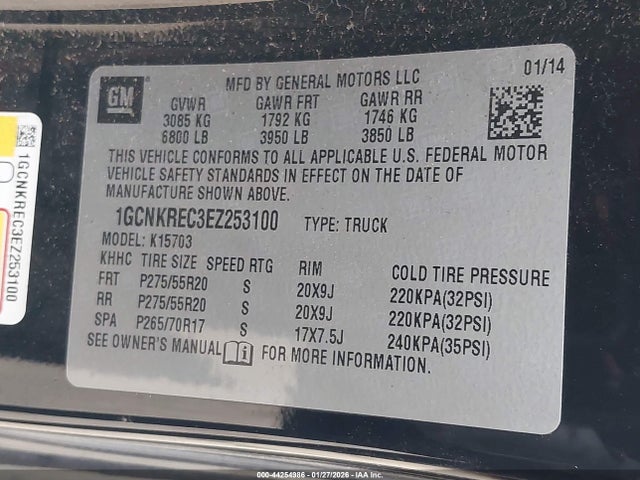 GM
MFD BY GENERAL MOTORS LLC 01/14
GVWR GAWR FRT GAWR RR
3085 KG 1792 KG 1746 KG
6800 LB 3950 LB 3850 LB
THIS VEHICLE CONFORMS TO ALL APPLICABLE U.S. FEDERAL MOTOR
VEHICLE SAFETY STANDARDS IN EFFECT ON THE DATE OF
MANUFACTURE SHOWN ABOVE.
1GCNKREC3EZ253100 TYPE: TRUCK
MODEL: K15703
KHHC TIRE SIZE SPEED RTG RIM COLD TIRE PRESSURE
FRT P275/55R20 S 20X9J 220KPA(32PSI)
RR P275/55R20 S 20X9J 220KPA(32PSI)
SPA P265/70R17 S 17X7.5J 240KPA(35PSI)
SEE OWNER'S MANUAL FOR MORE INFORMATION.
1GCNKREC3EZ253100
000-44254986 - 01/27/2026 - IAA Inc.